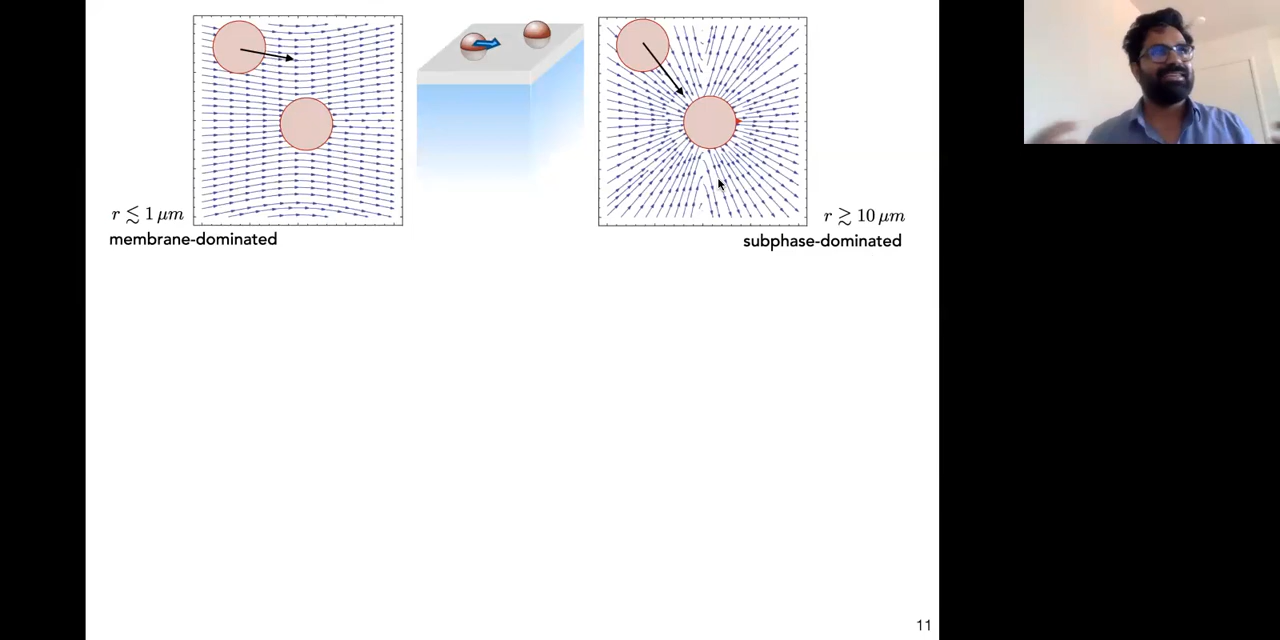 r ≲ 1 μm
membrane-dominated
r ≳ 10 μm
subphase-dominated
11